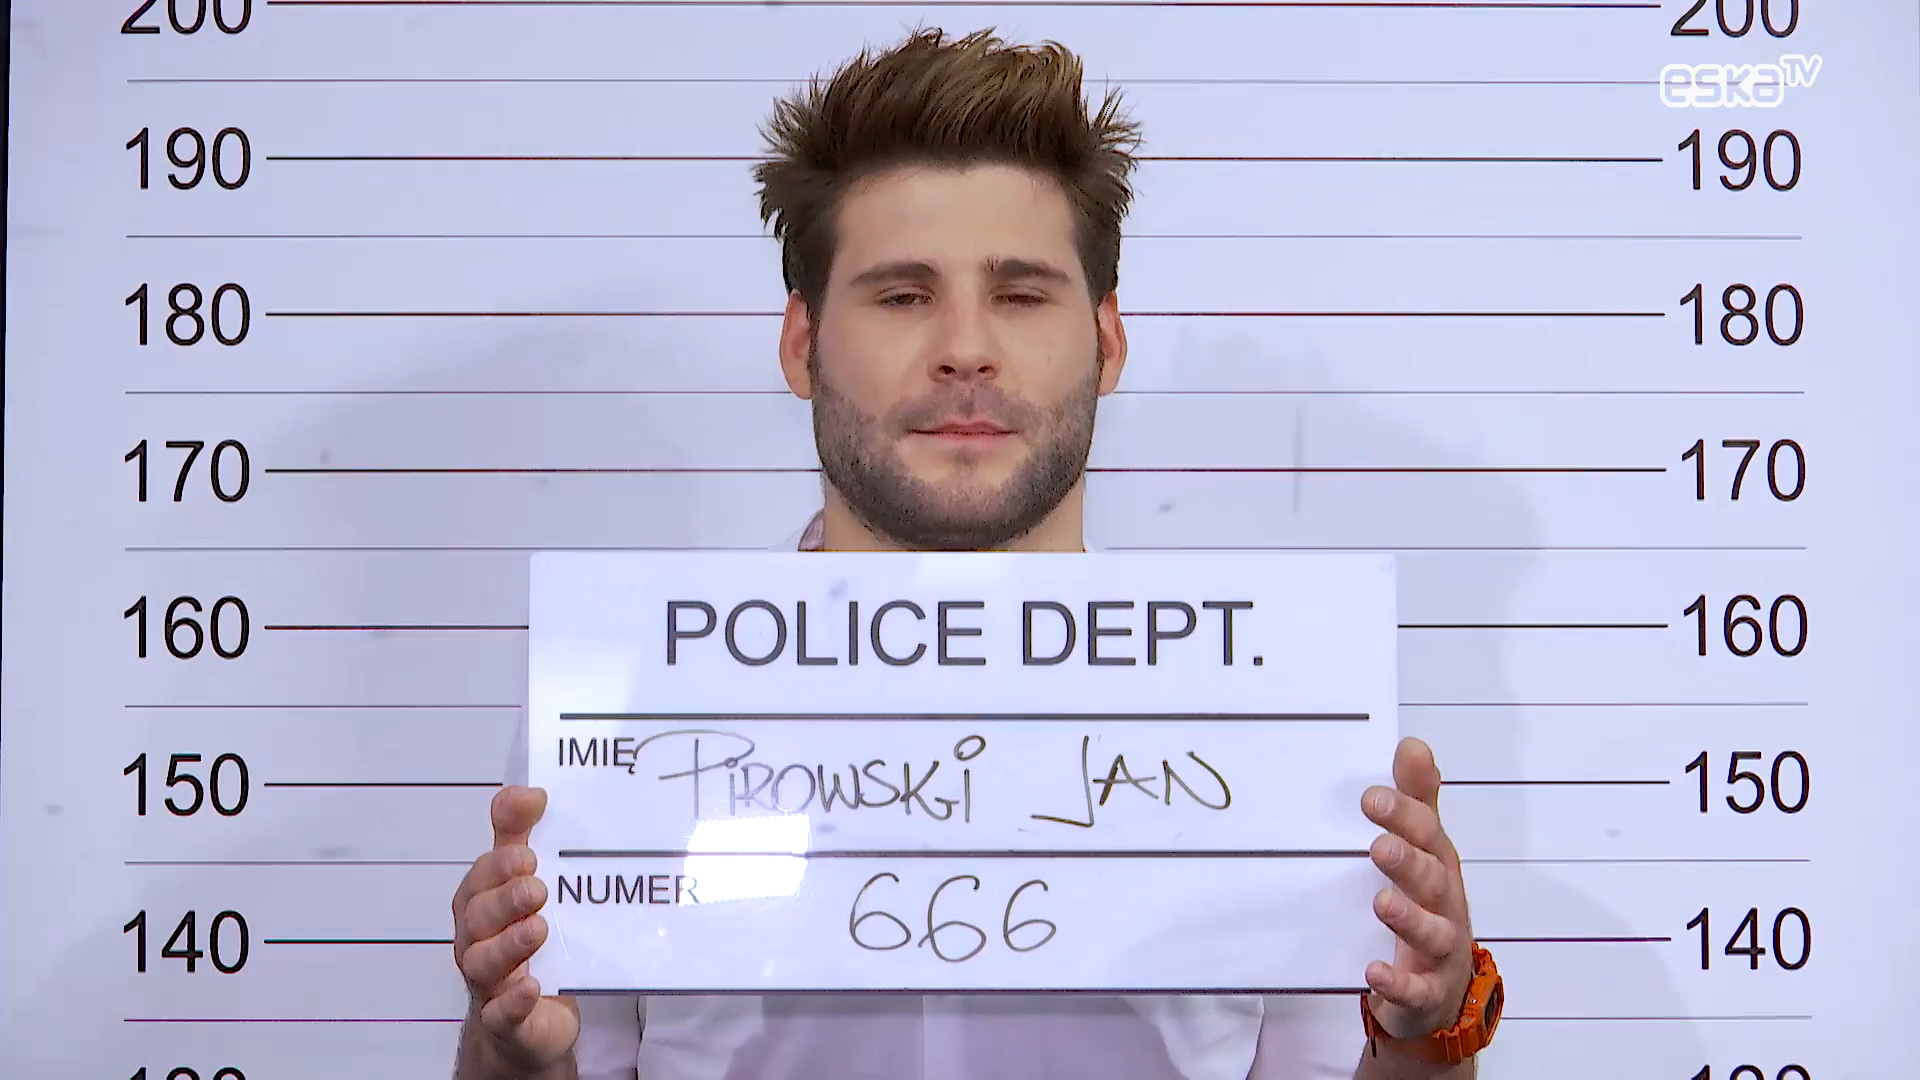 200 200
eska TV
190 190
180 180
170 170
160 160
POLICE DEPT.
IMIĘ PIROWSKI JAN
150 150
NUMER 666
140 140